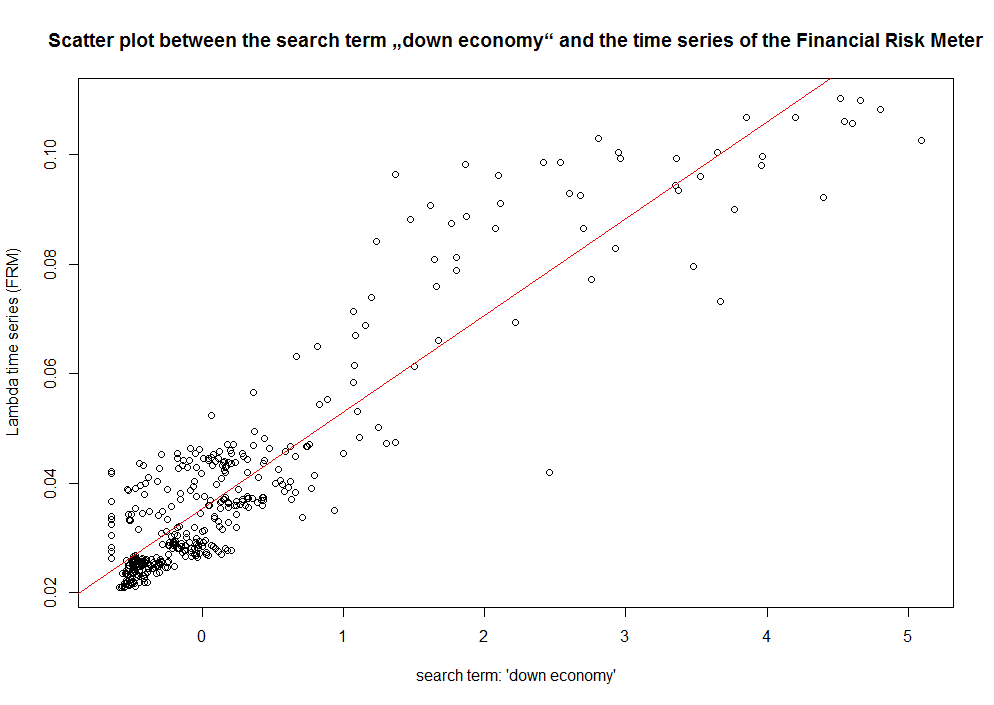 Scatter plot between the search term „down economy“ and the time series of the Financial Risk Meter
Lambda time series (FRM)
0.10
0.08
0.06
0.04
0.02
0 1 2 3 4 5
search term: 'down economy'